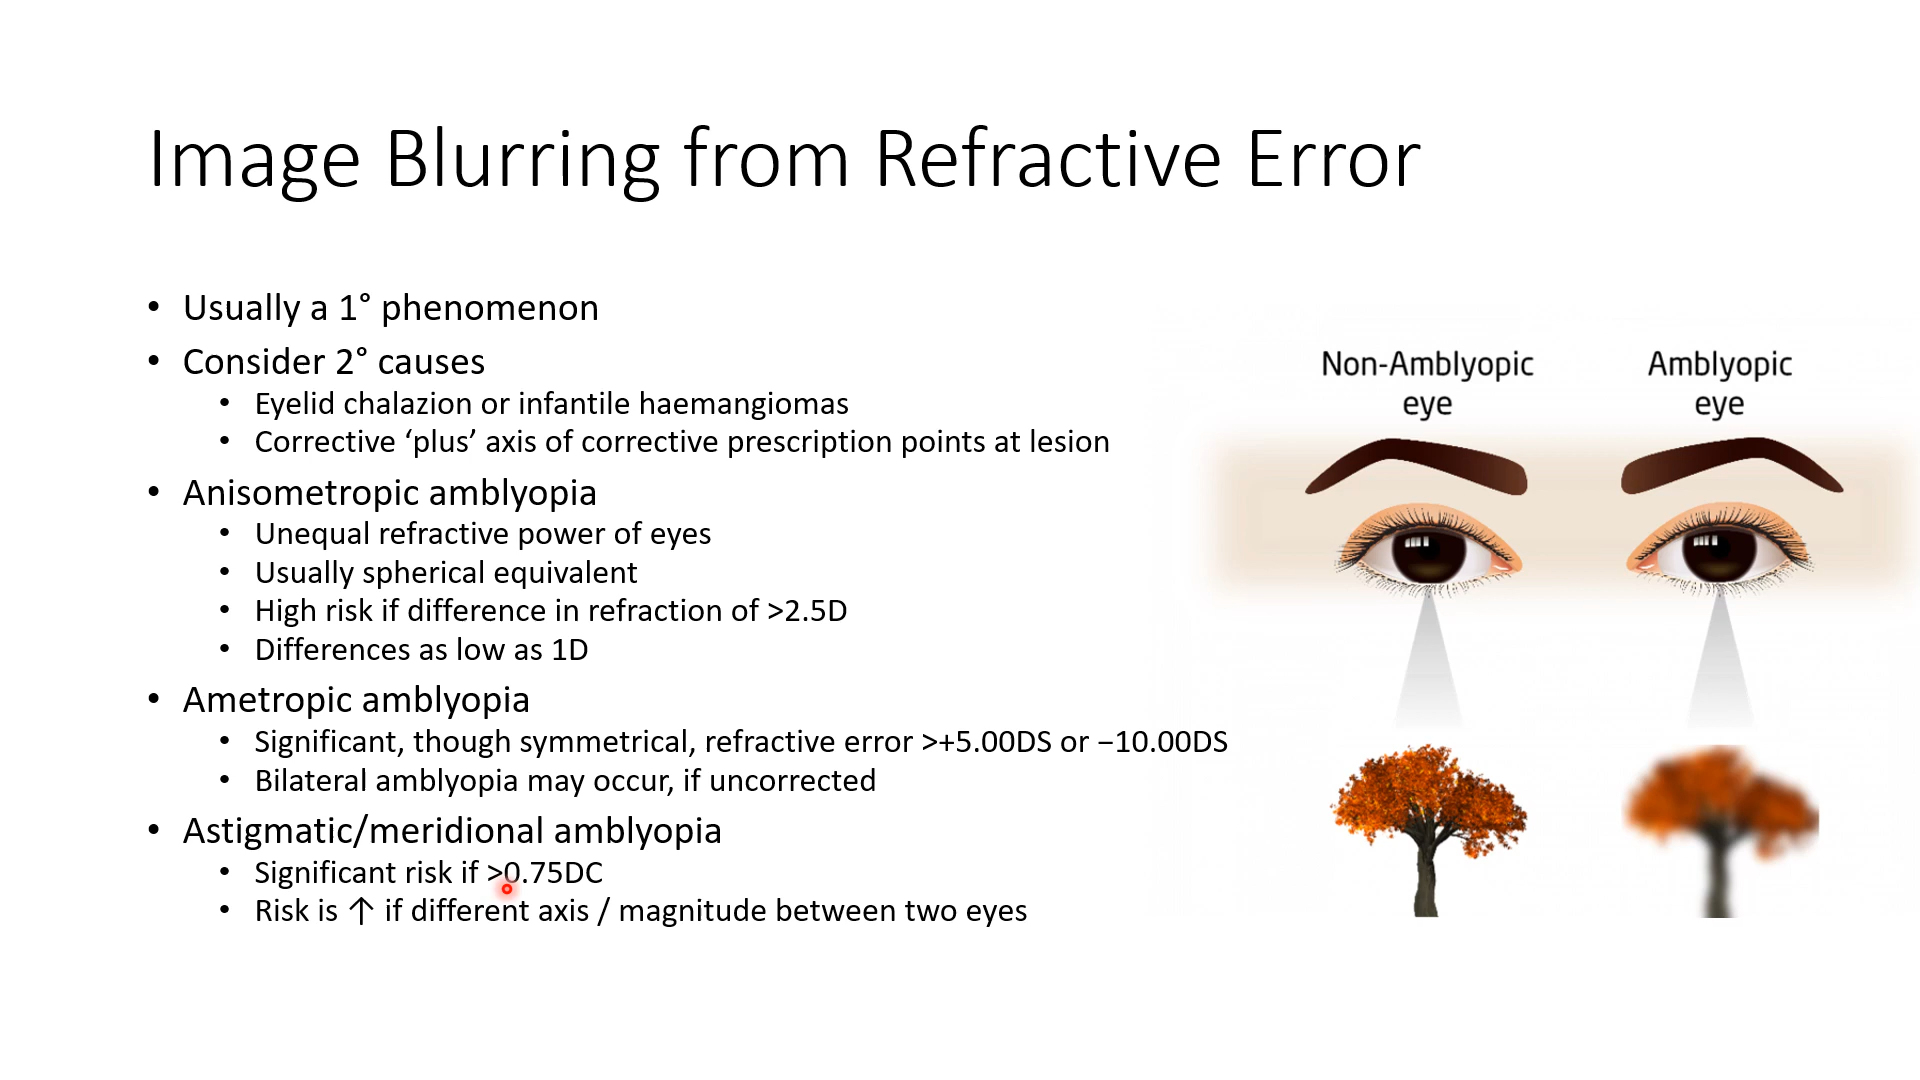 Image Blurring from Refractive Error
• Usually a 1° phenomenon
• Consider 2° causes
• Eyelid chalazion or infantile haemangiomas
• Corrective ‘plus’ axis of corrective prescription points at lesion
• Anisometropic amblyopia
• Unequal refractive power of eyes
• Usually spherical equivalent
• High risk if difference in refraction of >2.5D
• Differences as low as 1D
• Ametropic amblyopia
• Significant, though symmetrical, refractive error >+5.00DS or −10.00DS
• Bilateral amblyopia may occur, if uncorrected
• Astigmatic/meridional amblyopia
• Significant risk if >0.75DC
• Risk is ↑ if different axis / magnitude between two eyes
Non-Amblyopic
eye
Amblyopic
eye